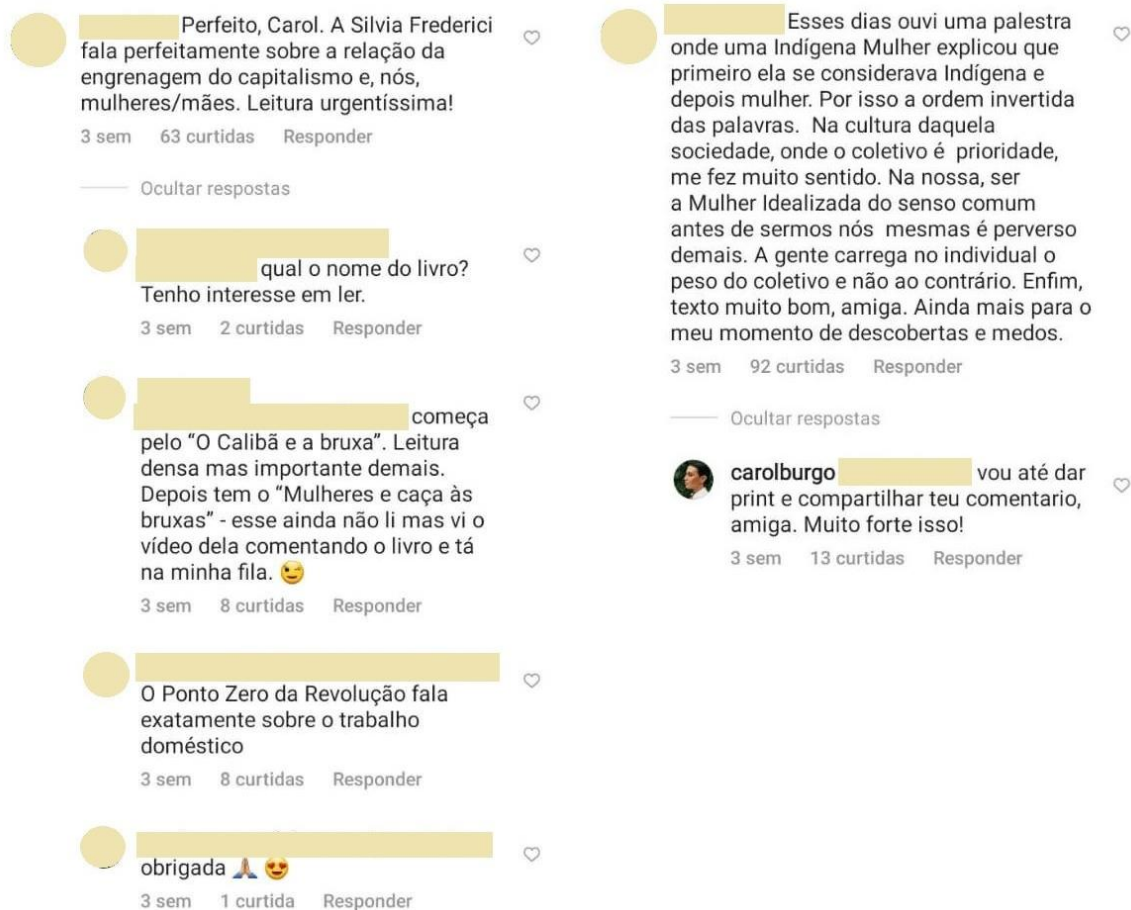 Perfeito, Carol. A Silvia Frederici
fala perfeitamente sobre a relação da
engrenagem do capitalismo e, nós,
mulheres/mães. Leitura urgentíssima!
3 sem 63 curtidas Responder
Ocultar respostas
qual o nome do livro?
Tenho interesse em ler.
3 sem 2 curtidas Responder
começa
pelo “O Calibã e a bruxa”. Leitura
densa mas importante demais.
Depois tem o “Mulheres e caça às
bruxas” - esse ainda não li mas vi o
vídeo dela comentando o livro e tá
na minha fila. 😉
3 sem 8 curtidas Responder
O Ponto Zero da Revolução fala
exatamente sobre o trabalho
doméstico
3 sem 8 curtidas Responder
obrigada 🙏🏽 😍
3 sem 1 curtida Responder
Esses dias ouvi uma palestra
onde uma Indígena Mulher explicou que
primeiro ela se considerava Indígena e
depois mulher. Por isso a ordem invertida
das palavras. Na cultura daquela
sociedade, onde o coletivo é prioridade,
me fez muito sentido. Na nossa, ser
a Mulher Idealizada do senso comum
antes de sermos nós mesmas é perverso
demais. A gente carrega no individual o
peso do coletivo e não ao contrário. Enfim,
texto muito bom, amiga. Ainda mais para o
meu momento de descobertas e medos.
3 sem 92 curtidas Responder
Ocultar respostas
carolburgo vou até dar
print e compartilhar teu comentario,
amiga. Muito forte isso!
3 sem 13 curtidas Responder